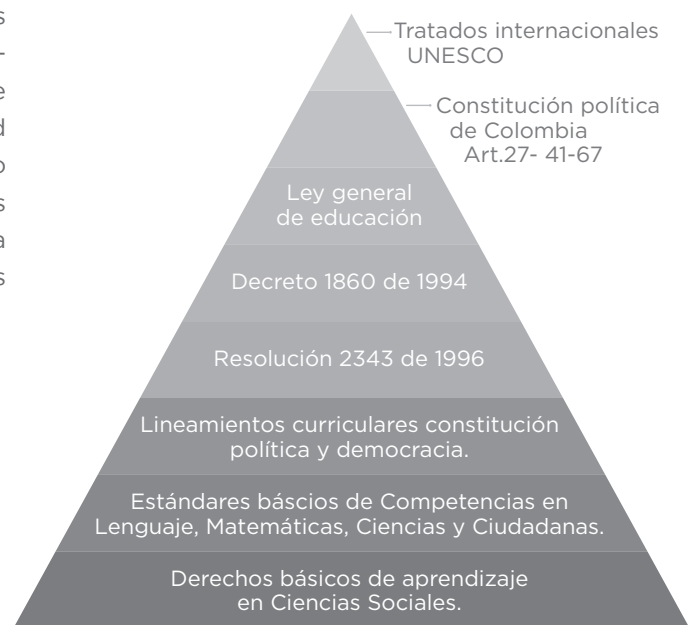 Tratados internacionales
UNESCO
Constitución política
de Colombia
Art.27- 41-67
Ley general
de educación
Decreto 1860 de 1994
Resolución 2343 de 1996
Lineamientos curriculares constitución
política y democracia.
Estándares báscios de Competencias en
Lenguaje, Matemáticas, Ciencias y Ciudadanas.
Derechos básicos de aprendizaje
en Ciencias Sociales.